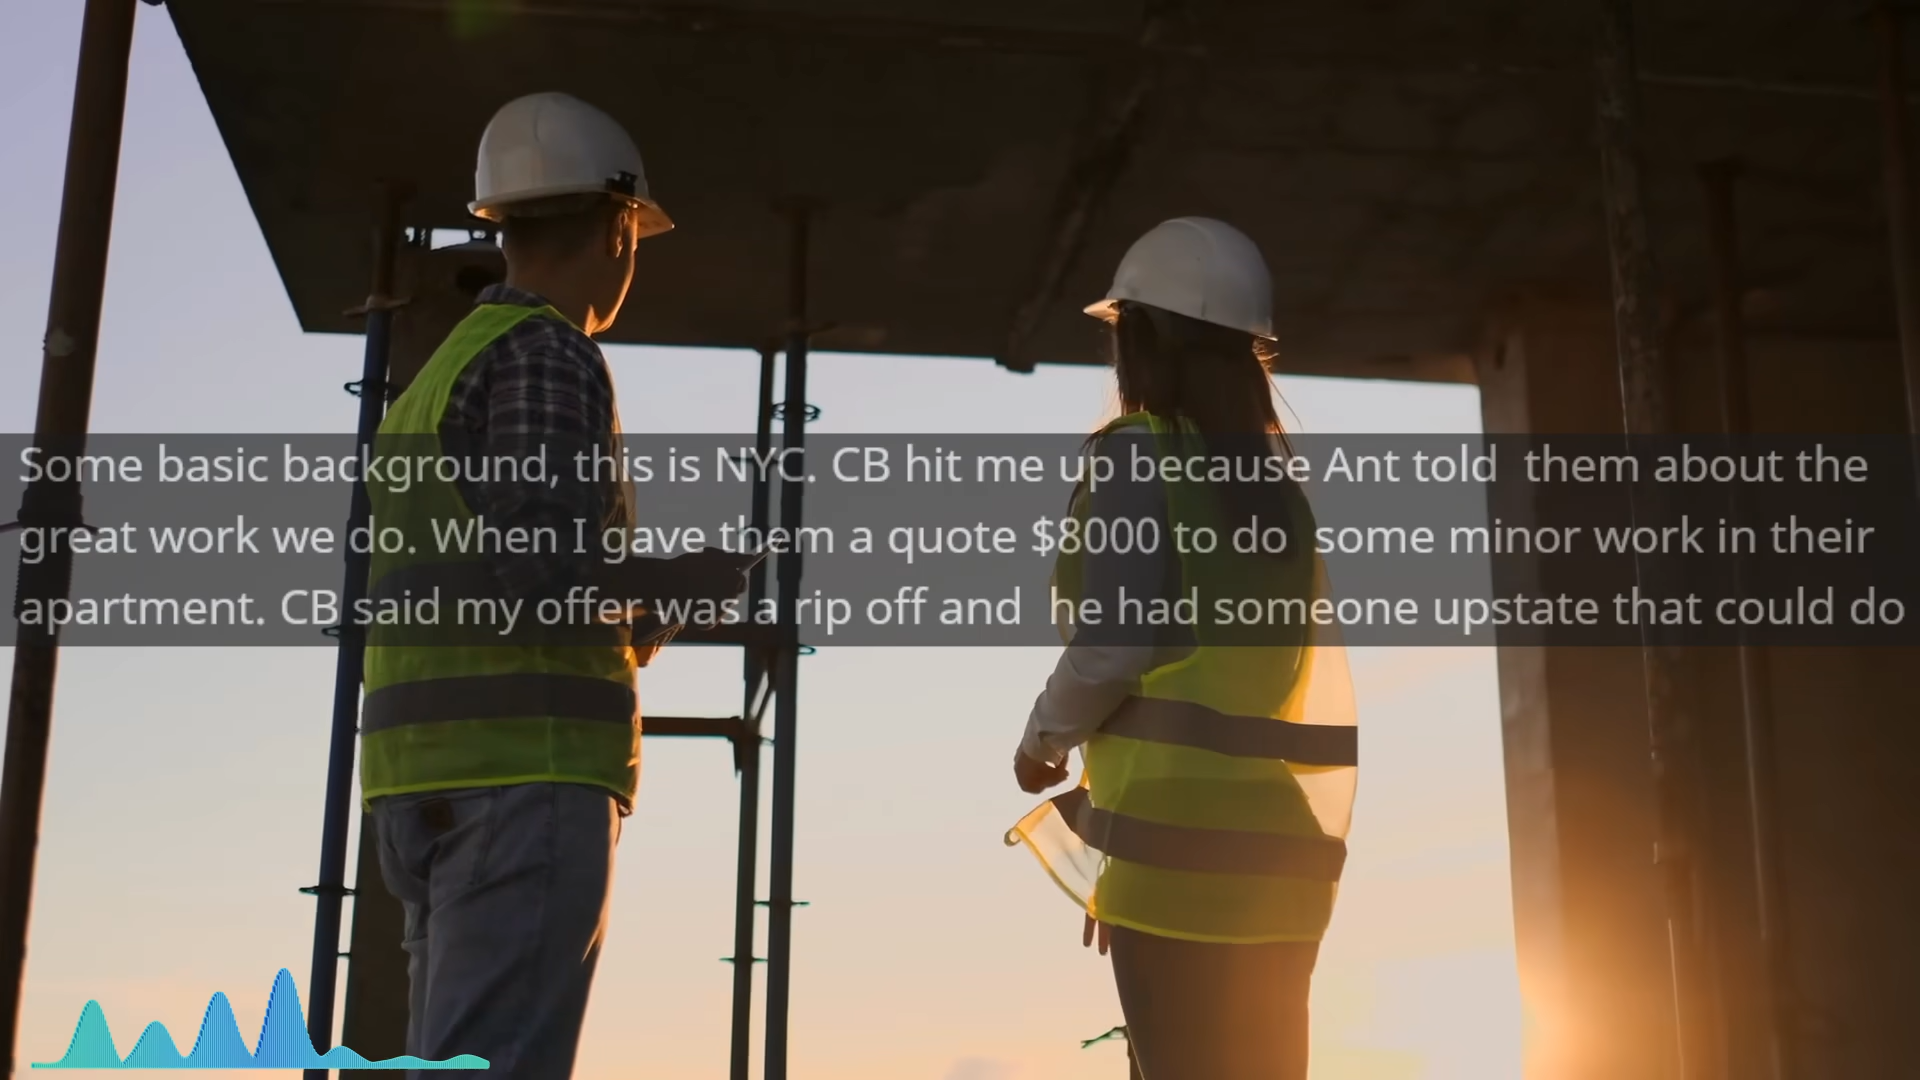 Some basic background, this is NYC. CB hit me up because Ant told  them about the
great work we do. When I gave them a quote $8000 to do  some minor work in their
apartment. CB said my offer was a rip off and  he had someone upstate that could do